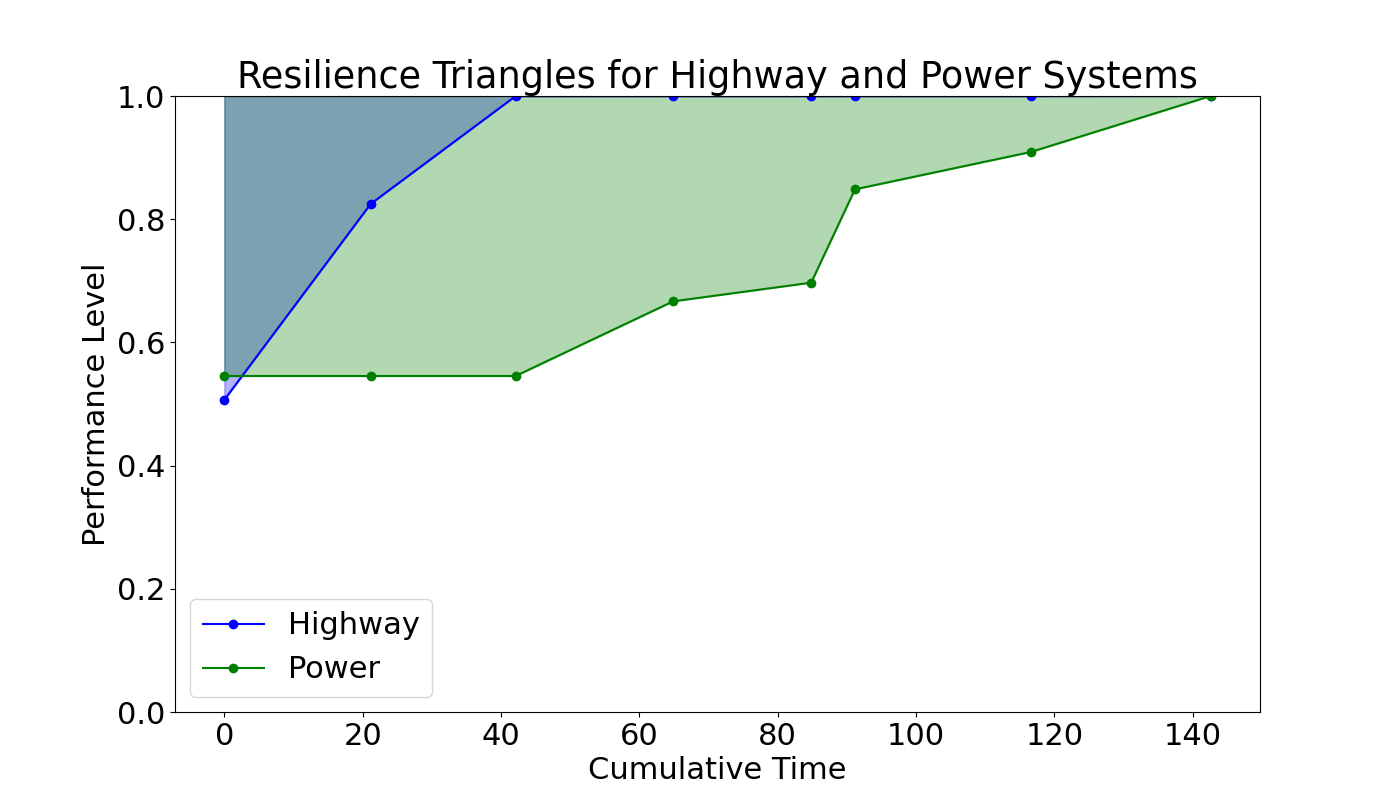 Resilience Triangles for Highway and Power Systems
1.0
0.8
0.6
0.4
0.2
0.0
Performance Level
Highway
Power
0 20 40 60 80 100 120 140
Cumulative Time